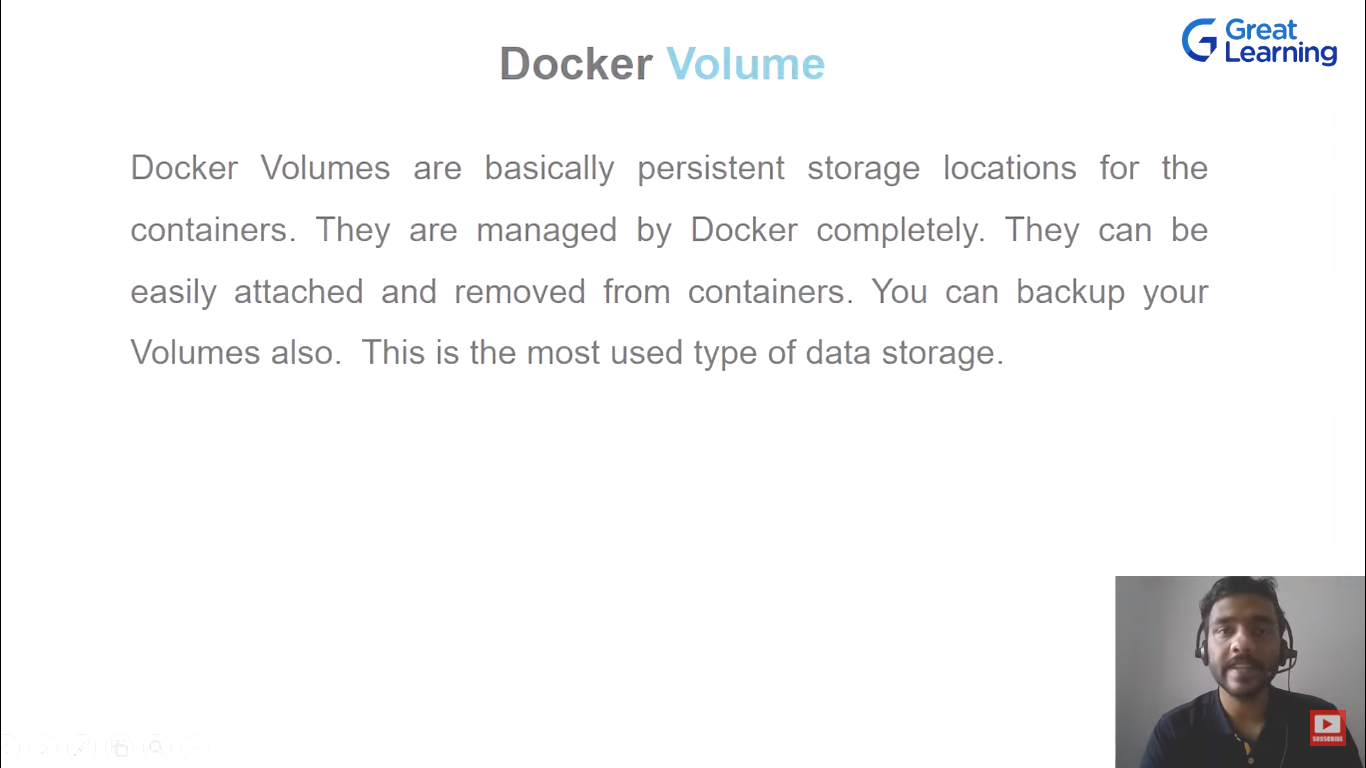 Great
Learning
Docker Volume
Docker Volumes are basically persistent storage locations for the
containers. They are managed by Docker completely. They can be
easily attached and removed from containers. You can backup your
Volumes also.  This is the most used type of data storage.
SUBSCRIBE